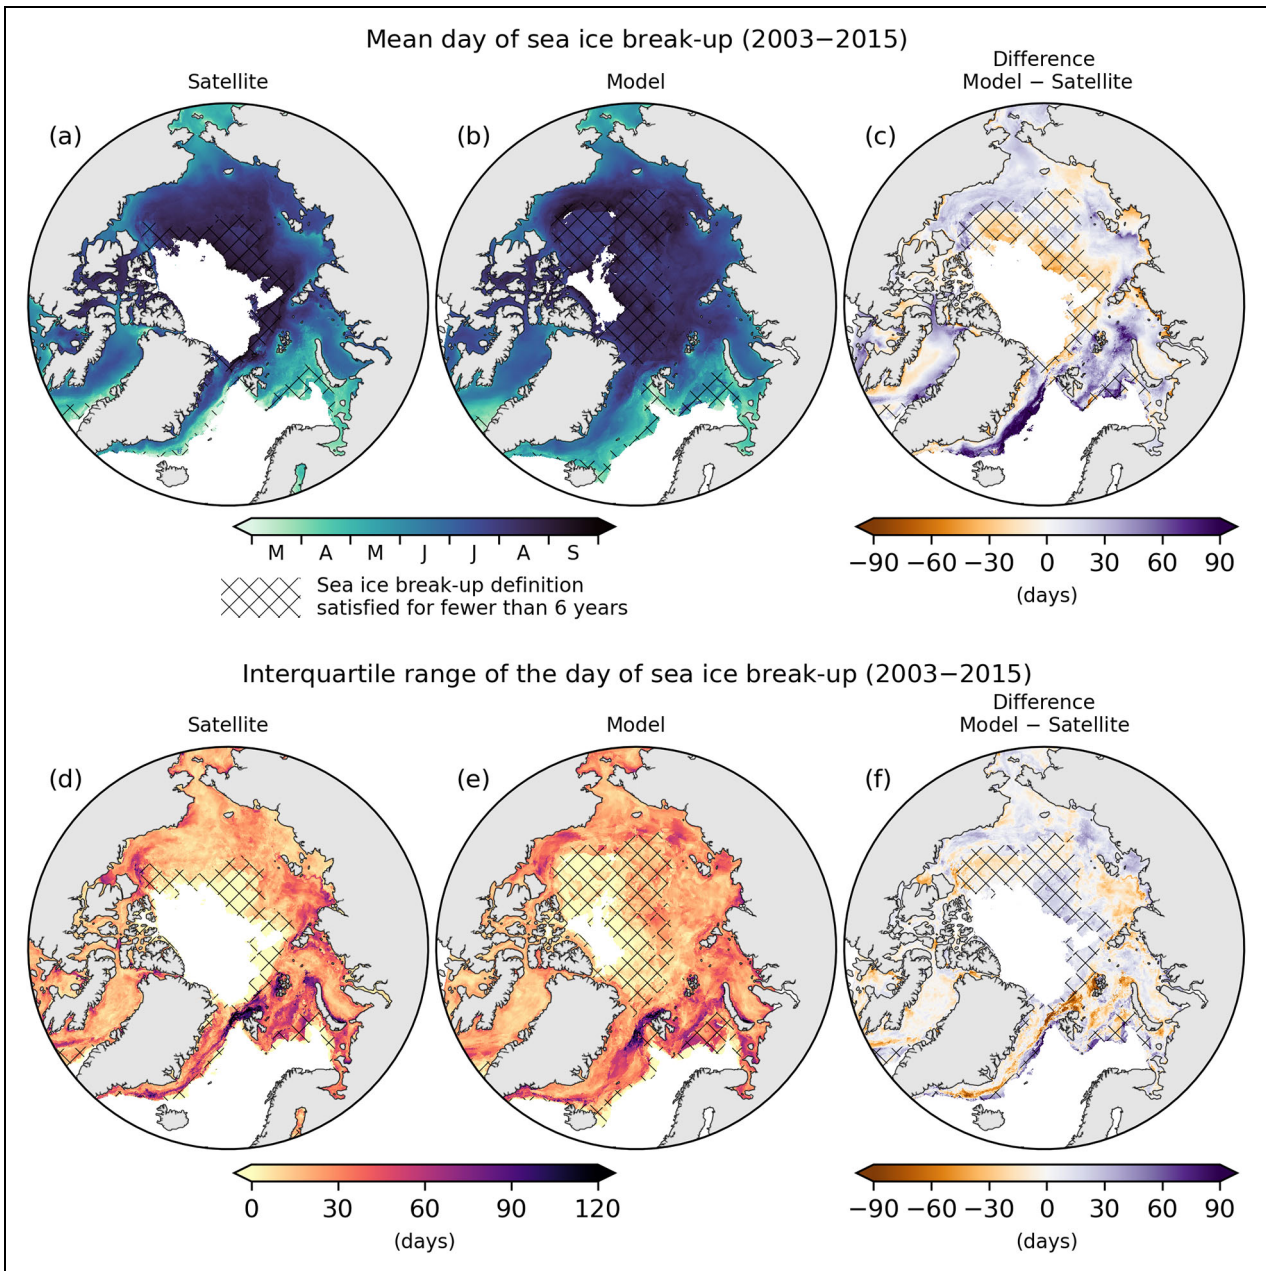 Mean day of sea ice break-up (2003−2015)
Satellite
Model
Difference
Model − Satellite
(a)
(b)
(c)
M A M J J A S
−90 −60 −30 0 30 60 90
(days)
Sea ice break-up definition
satisfied for fewer than 6 years
Interquartile range of the day of sea ice break-up (2003−2015)
Satellite
Model
Difference
Model − Satellite
(d)
(e)
(f)
0 30 60 90 120
(days)
−90 −60 −30 0 30 60 90
(days)